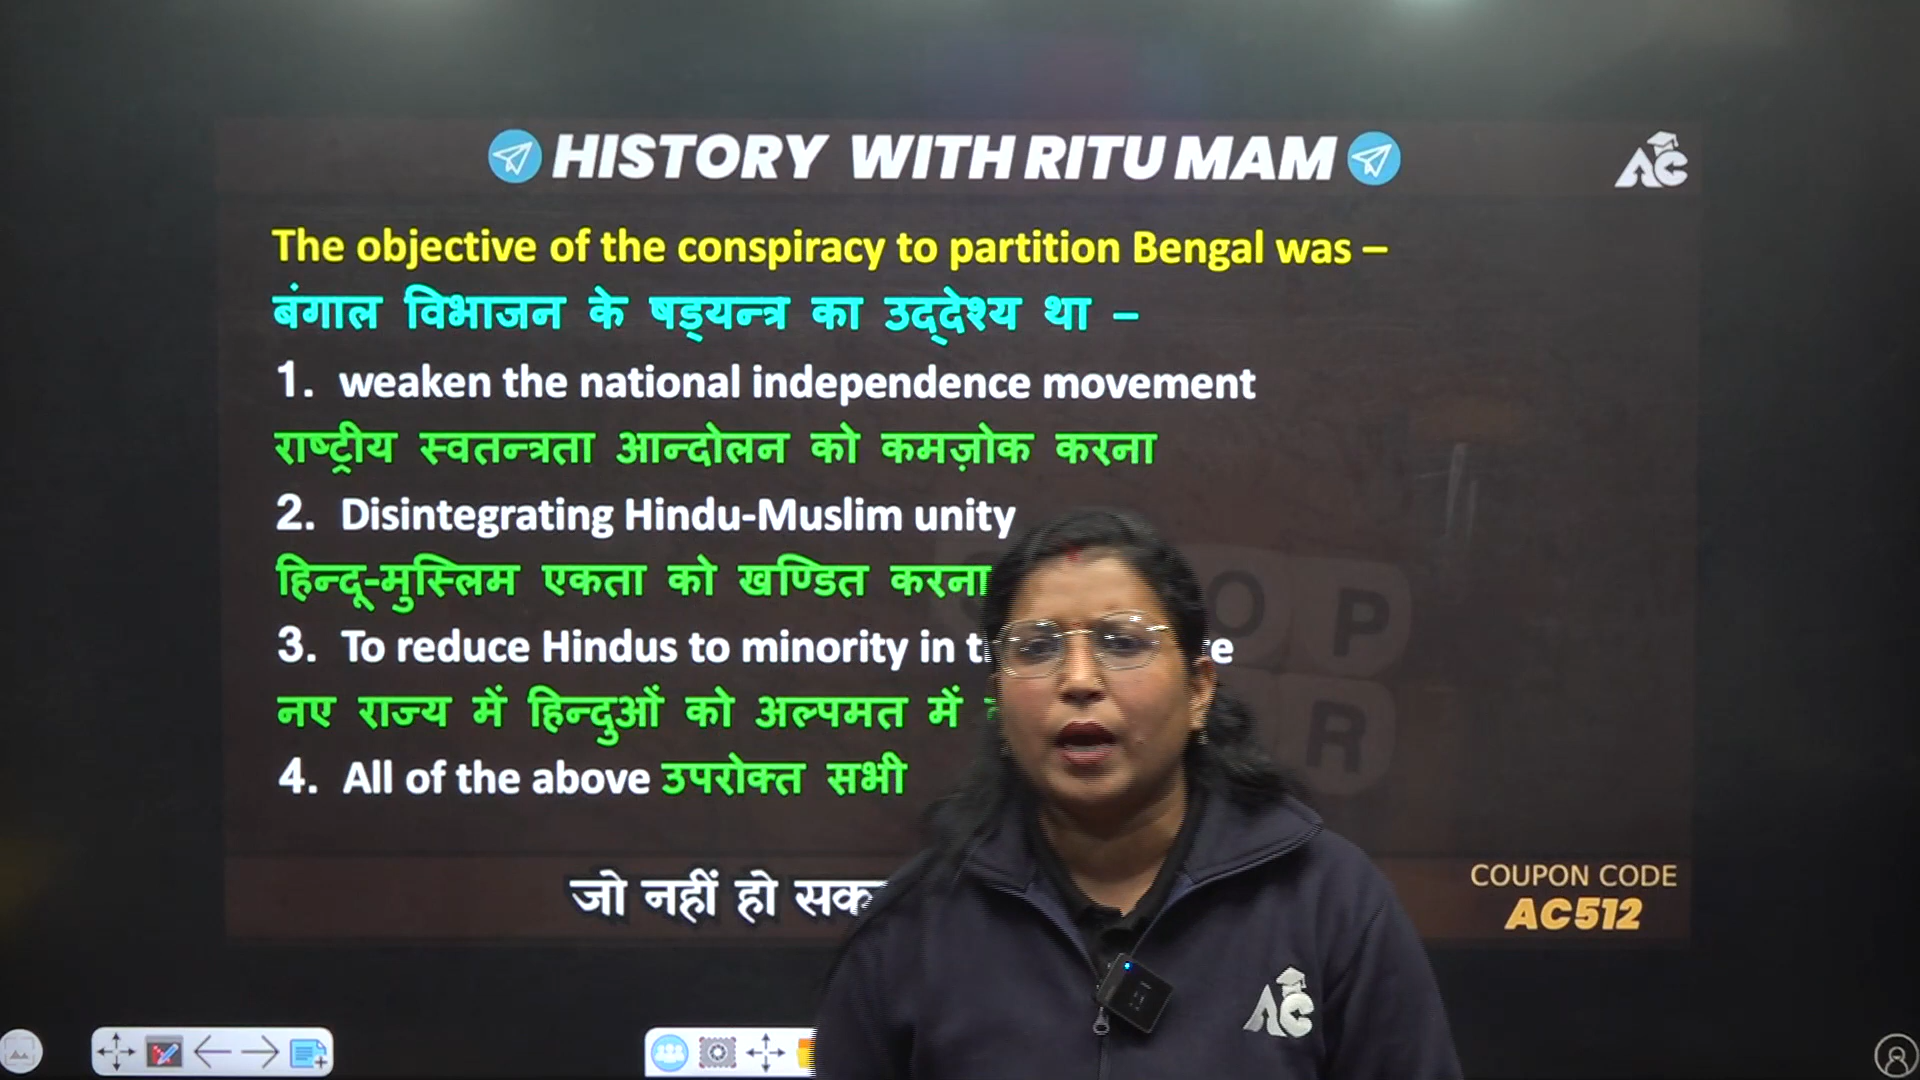 HISTORY WITH RITU MAM
AC
The objective of the conspiracy to partition Bengal was –
बंगाल विभाजन के षड्यन्त्र का उद्देश्य था –
1. weaken the national independence movement
राष्ट्रीय स्वतन्त्रता आन्दोलन को कमज़ोक करना
2. Disintegrating Hindu-Muslim unity
हिन्दू-मुस्लिम एकता को खण्डित करना
3. To reduce Hindus to minority in
नए राज्य में हिन्दुओं को अल्पमत में
4. All of the above उपरोक्त सभी
O P
R
जो नहीं हो
COUPON CODE
AC512
AC